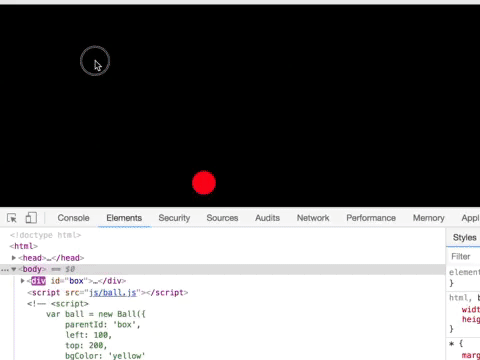 Console Elements Security Sources Audits Network Performance Memory Appl
<!doctype html>
<html>
<head>…</head>
<body> == $0
<div id="box">…</div>
<script src="js/ball.js"></script>
<!-- <script>
var ball = new Ball({
parentId: 'box',
left: 100,
top: 200,
bgColor: 'yellow'
Styles
Filter
element
}
html, b
widt
heig
}
* {
marg